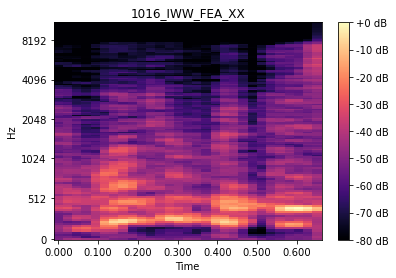 1016_IWW_FEA_XX
8192
4096
2048
1024
512
0
Hz
0.000 0.100 0.200 0.300 0.400 0.500 0.600
Time
+0 dB
-10 dB
-20 dB
-30 dB
-40 dB
-50 dB
-60 dB
-70 dB
-80 dB